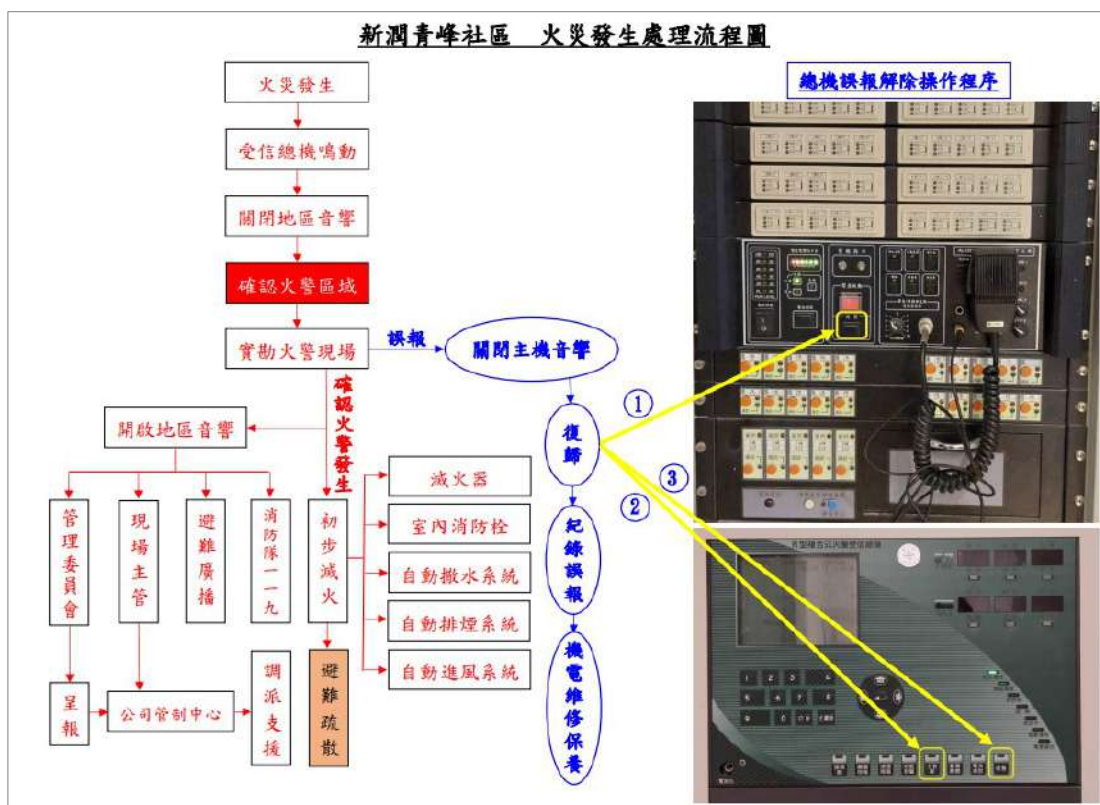 新潤青峰社區 火災發生處理流程圖
總機誤報解除操作程序
火災發生
受信總機鳴動
關閉地區音響
確認火警區域
實勘火警現場
誤報
關閉主機音響
確認火警發生
開啟地區音響
復歸
①
②
③
管理委員會
現場主管
避難廣播
消防隊一一九
初步滅火
滅火器
室內消防栓
自動撒水系統
自動排煙系統
自動進風系統
紀錄誤報
機電維修保養
呈報
公司管制中心
調派支援
避難疏散